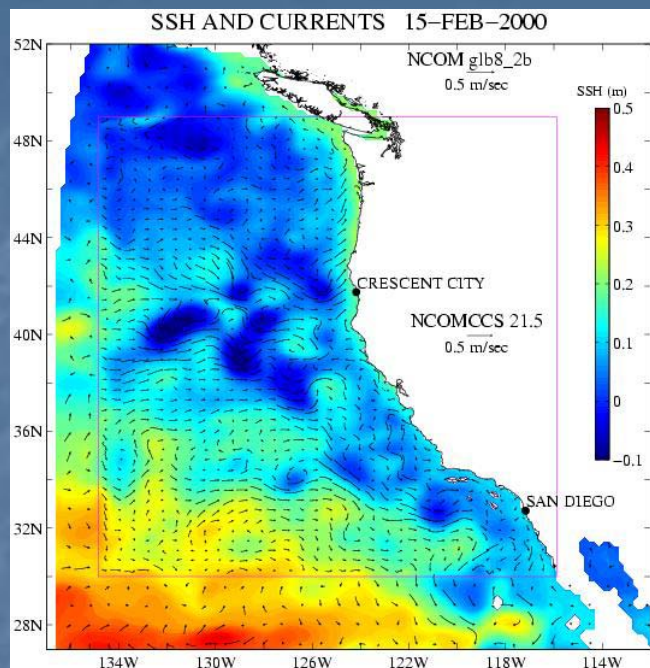 SSH AND CURRENTS 15-FEB-2000
52N
NCOM glb8_2b
0.5 m/sec
SSH (m)
0.5
48N
0.4
44N
0.3
CRESCENT CITY
40N
NCOMCCS 21.5
0.5 m/sec
0.2
0.1
36N
0
-0.1
SAN DIEGO
32N
28N
134W 130W 126W 122W 118W 114W